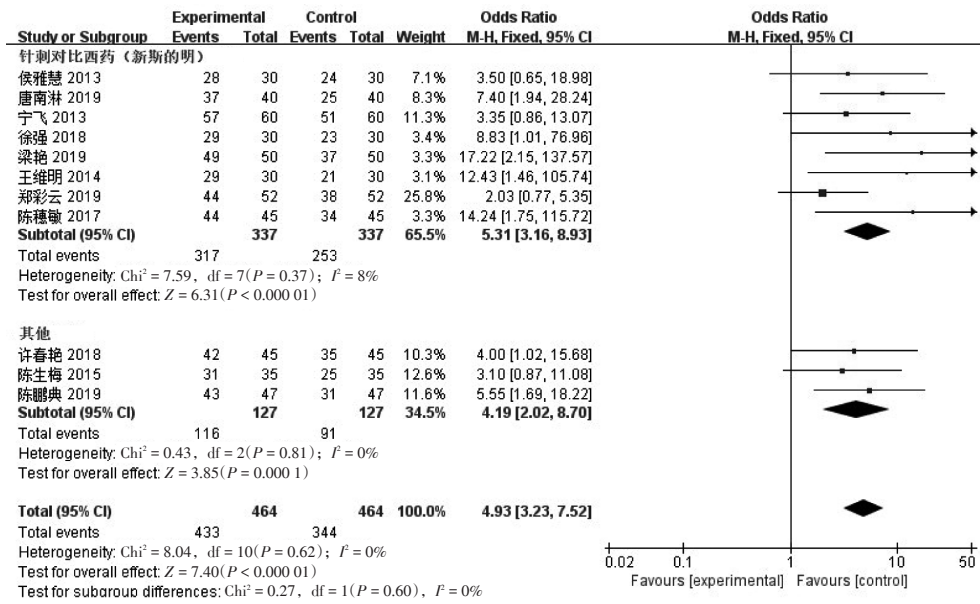 Experimental Control Odds Ratio Odds Ratio
Study or Subgroup Events Total Events Total Weight M-H, Fixed, 95% CI M-H, Fixed, 95% CI
针刺对比西药（新斯的明）
侯雅慧 2013 28 30 24 30 7.1% 3.50 [0.65, 18.98]
唐南淋 2019 37 40 25 40 8.3% 7.40 [1.94, 28.24]
宁飞 2013 57 60 51 60 11.3% 3.35 [0.86, 13.07]
徐强 2018 29 30 23 30 3.4% 8.83 [1.01, 76.96]
梁艳 2019 49 50 37 50 3.3% 17.22 [2.15, 137.57]
王维明 2014 29 30 21 30 3.1% 12.43 [1.46, 105.74]
郑彩云 2019 44 52 38 52 25.8% 2.03 [0.77, 5.35]
陈穗敏 2017 44 45 34 45 3.3% 14.24 [1.75, 115.72]
Subtotal (95% CI) 337 337 65.5% 5.31 [3.16, 8.93]
Total events 317 253
Heterogeneity: Chi² = 7.59, df = 7(P = 0.37); I² = 8%
Test for overall effect: Z = 6.31(P < 0.000 01)
其他
许春艳 2018 42 45 35 45 10.3% 4.00 [1.02, 15.68]
陈生梅 2015 31 35 25 35 12.6% 3.10 [0.87, 11.08]
陈鹏典 2019 43 47 31 47 11.6% 5.55 [1.69, 18.22]
Subtotal (95% CI) 127 127 34.5% 4.19 [2.02, 8.70]
Total events 116 91
Heterogeneity: Chi² = 0.43, df = 2(P = 0.81); I² = 0%
Test for overall effect: Z = 3.85(P = 0.000 1)
Total (95% CI) 464 464 100.0% 4.93 [3.23, 7.52]
Total events 433 344
Heterogeneity: Chi² = 8.04, df = 10(P = 0.62); I² = 0%
Test for overall effect: Z = 7.40(P < 0.000 01)
Test for subgroup differences: Chi² = 0.27, df = 1(P = 0.60), I² = 0%
0.02 0.1 1 10 50
Favours [experimental] Favours [control]